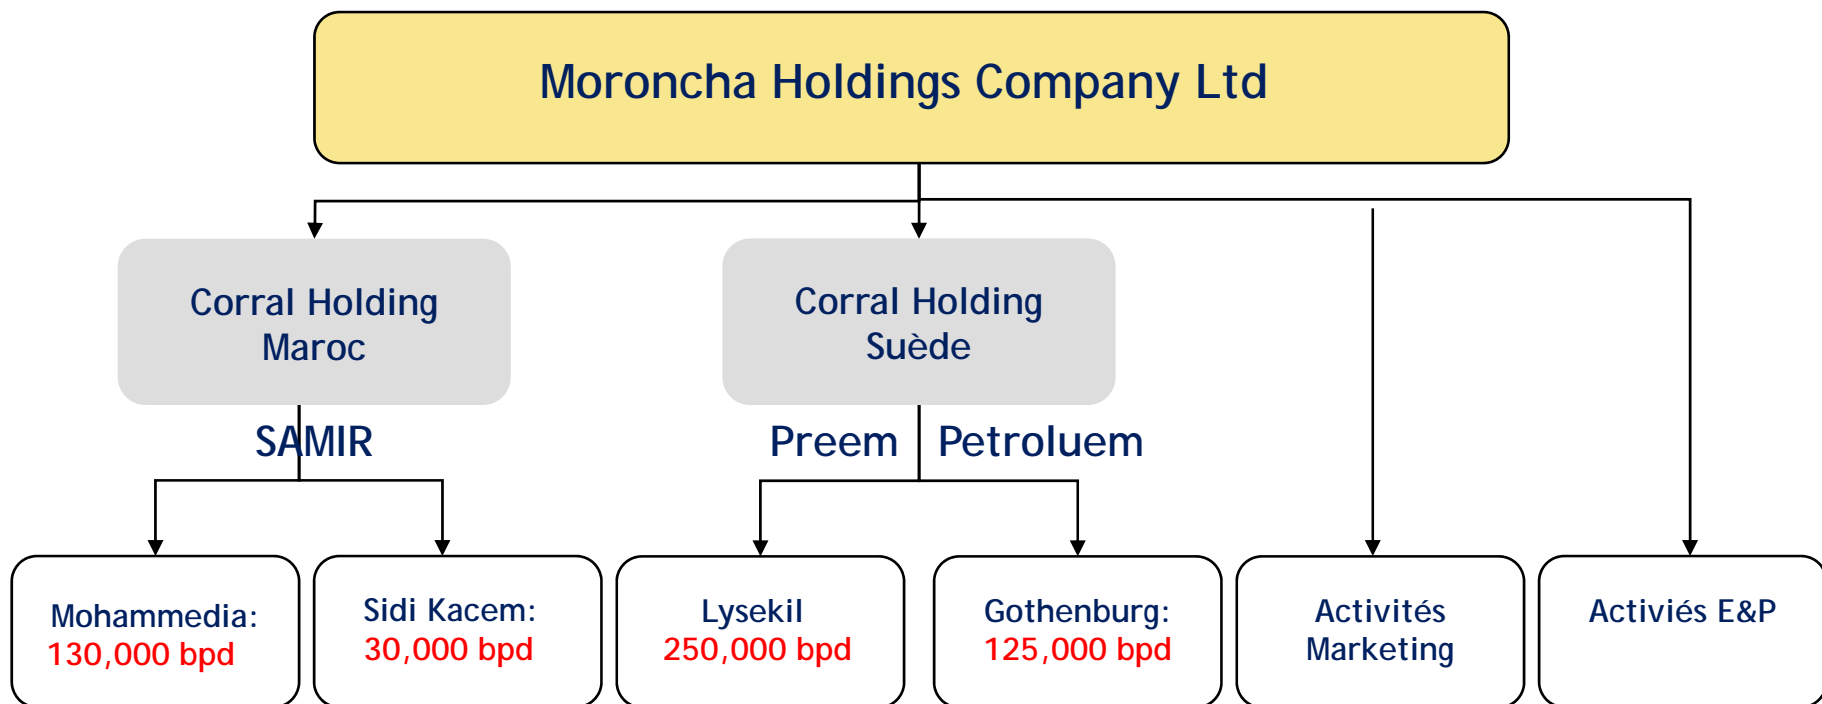 Moroncha Holdings Company Ltd
Corral Holding
Maroc
Corral Holding
Suède
SAMIR
Preem Petroluem
Mohammedia:
130,000 bpd
Sidi Kacem:
30,000 bpd
Lysekil
250,000 bpd
Gothenburg:
125,000 bpd
Activités
Marketing
Activiés E&P